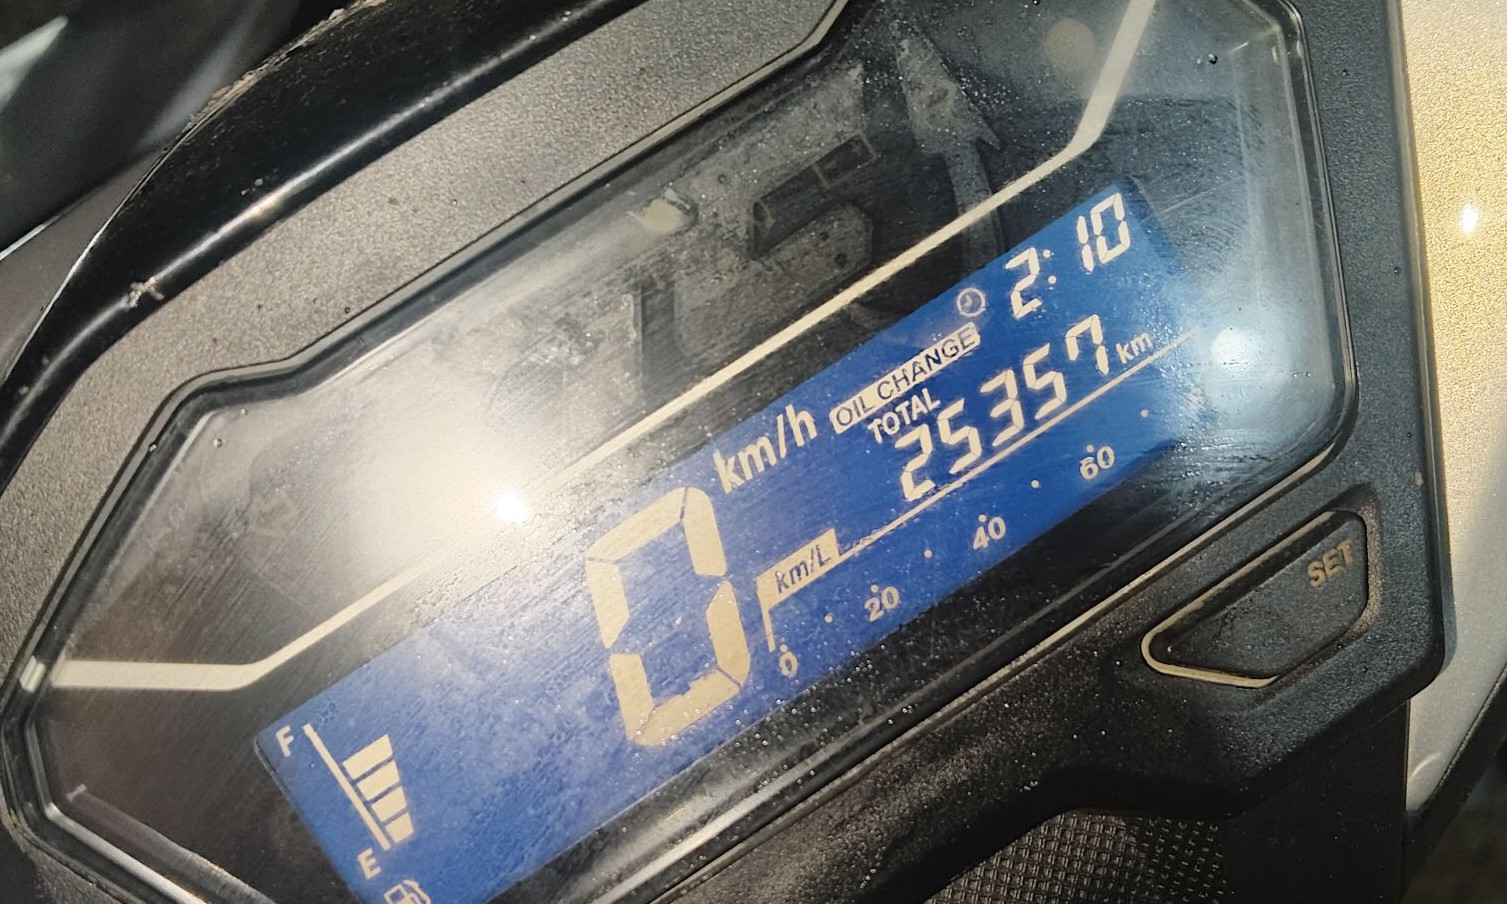 2:10
OIL CHANGE
TOTAL
25357 km
km/h
0
km/L
0 20 40 60
F
E
SET